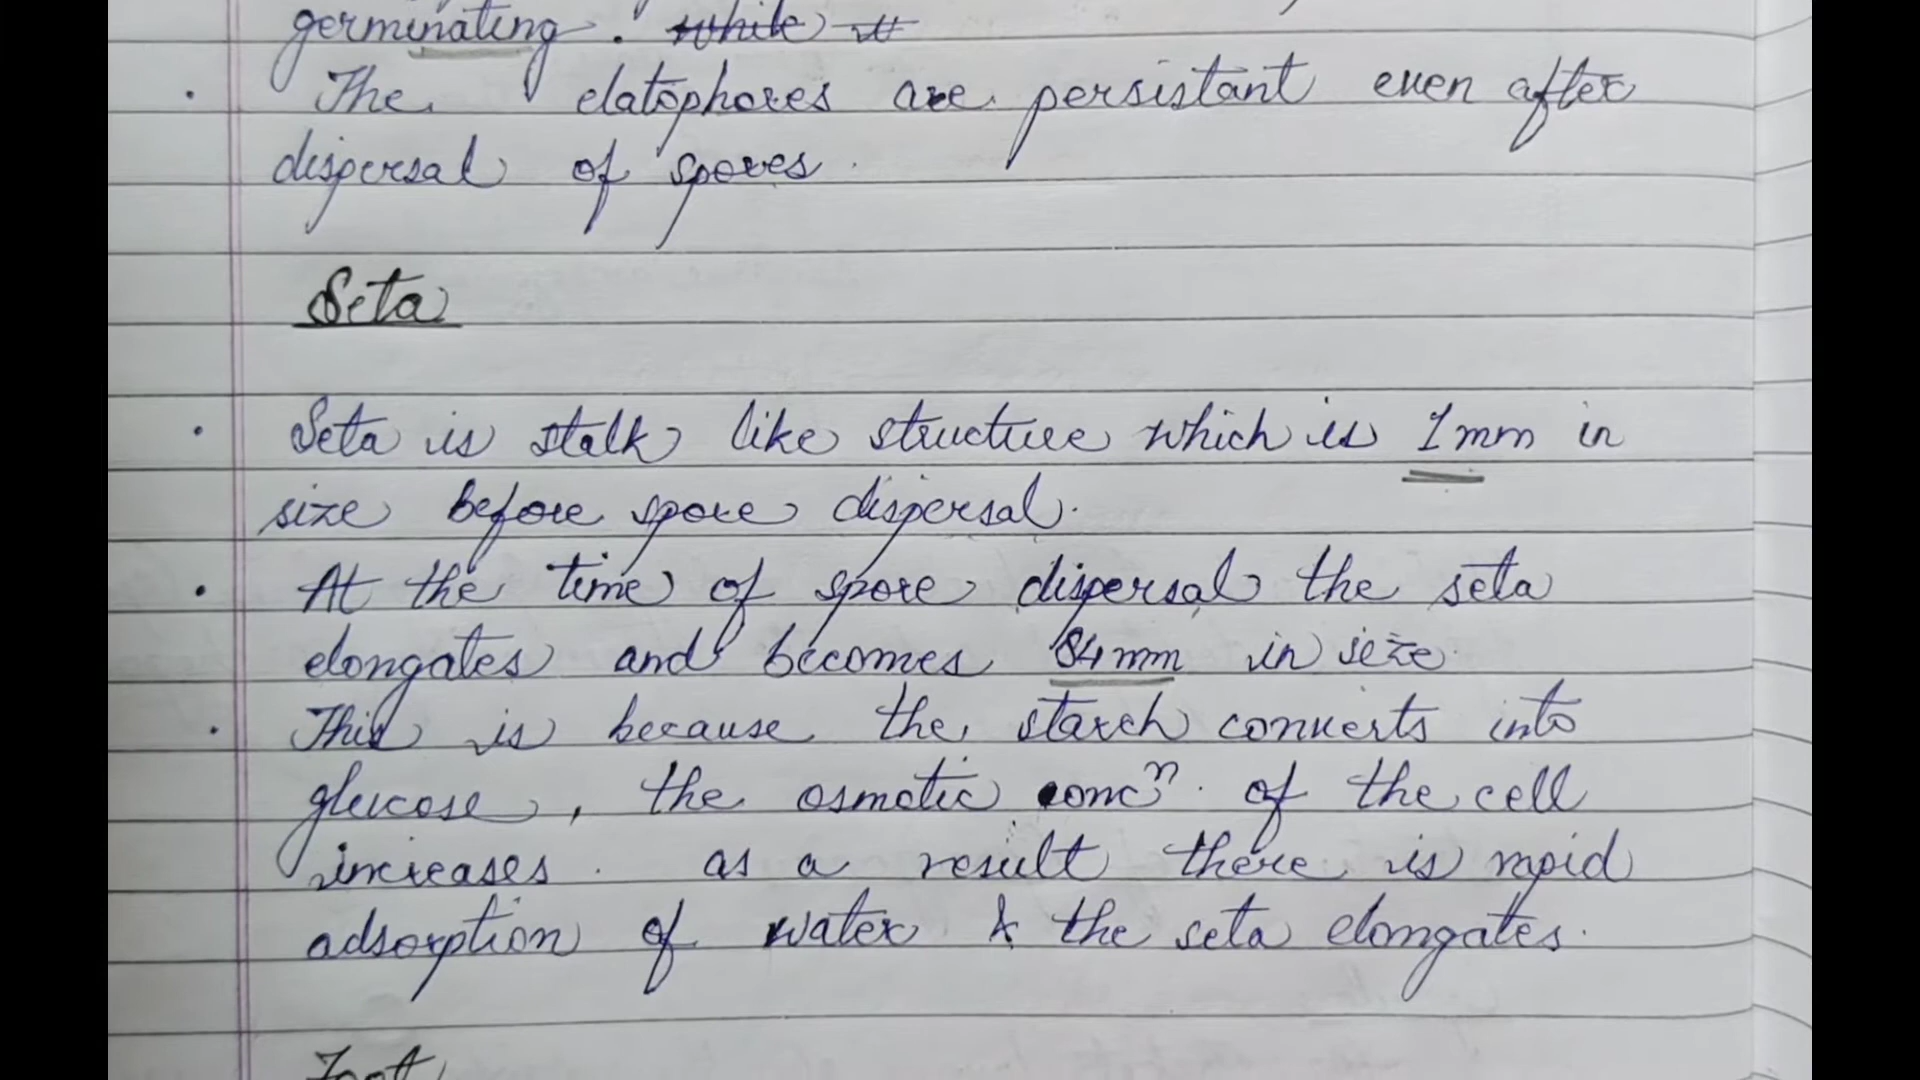 germinating. while it
• The elatophores are persistant even after
dispersal of spores.
Seta
• Seta is stalk like structure which is 1mm in
size before spore dispersal.
• At the time of spore dispersal the seta
elongates and becomes 84mm in size.
• This is because the starch converts into
glucose, the osmotic concⁿ. of the cell
increases. as a result there is rapid
adsorption of water & the seta elongates.
Foot